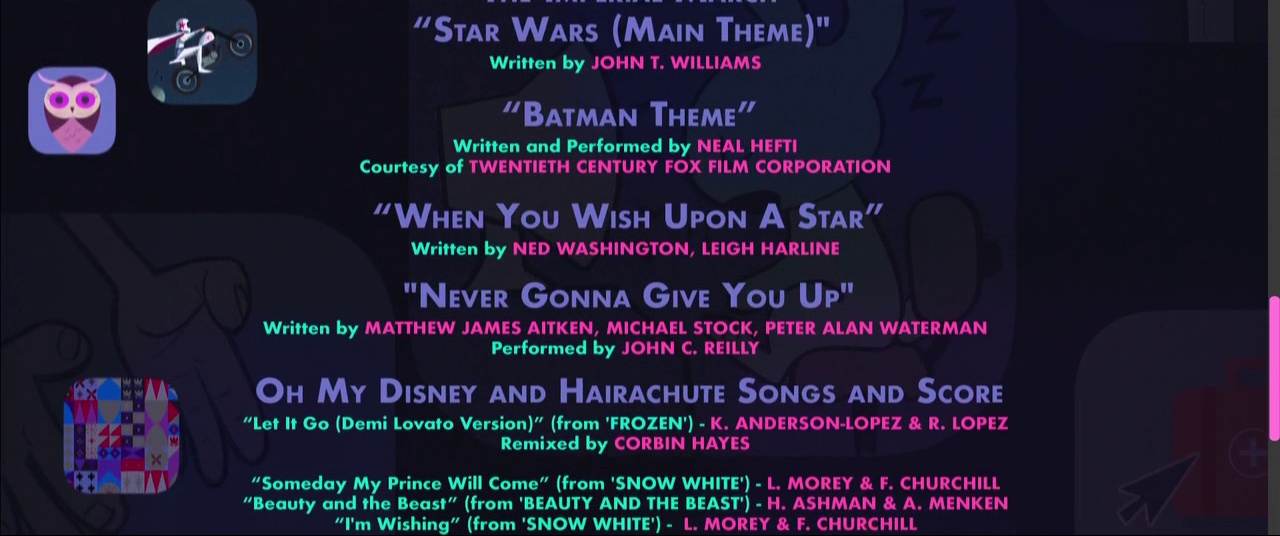 “STAR WARS (MAIN THEME)"
Written by JOHN T. WILLIAMS
“BATMAN THEME”
Written and Performed by NEAL HEFTI
Courtesy of TWENTIETH CENTURY FOX FILM CORPORATION
“WHEN YOU WISH UPON A STAR”
Written by NED WASHINGTON, LEIGH HARLINE
"NEVER GONNA GIVE YOU UP"
Written by MATTHEW JAMES AITKEN, MICHAEL STOCK, PETER ALAN WATERMAN
Performed by JOHN C. REILLY
OH MY DISNEY AND HAIRACHUTE SONGS AND SCORE
“Let It Go (Demi Lovato Version)” (from 'FROZEN') - K. ANDERSON-LOPEZ & R. LOPEZ
Remixed by CORBIN HAYES
“Someday My Prince Will Come” (from 'SNOW WHITE') - L. MOREY & F. CHURCHILL
“Beauty and the Beast” (from 'BEAUTY AND THE BEAST') - H. ASHMAN & A. MENKEN
“I'm Wishing” (from 'SNOW WHITE') - L. MOREY & F. CHURCHILL